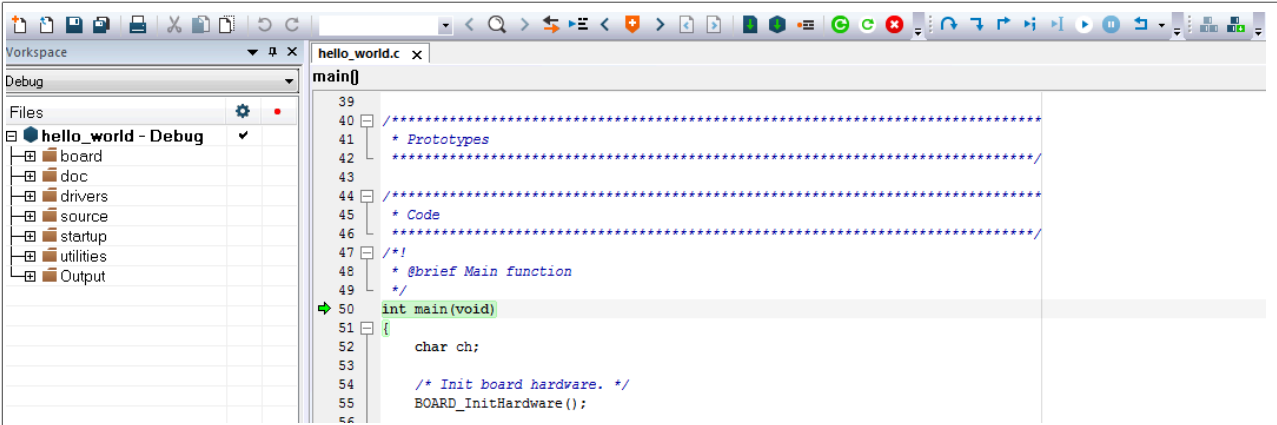 Workspace
hello_world.c
Debug
main()
Files
hello_world - Debug
board
doc
drivers
source
startup
utilities
Output
39
40 /*******************************************************************************
41 * Prototypes
42 ******************************************************************************/
43
44 /*******************************************************************************
45 * Code
46 ******************************************************************************/
47 /*!
48 * @brief Main function
49 */
50 int main(void)
51 {
52 char ch;
53
54 /* Init board hardware. */
55 BOARD_InitHardware();
56